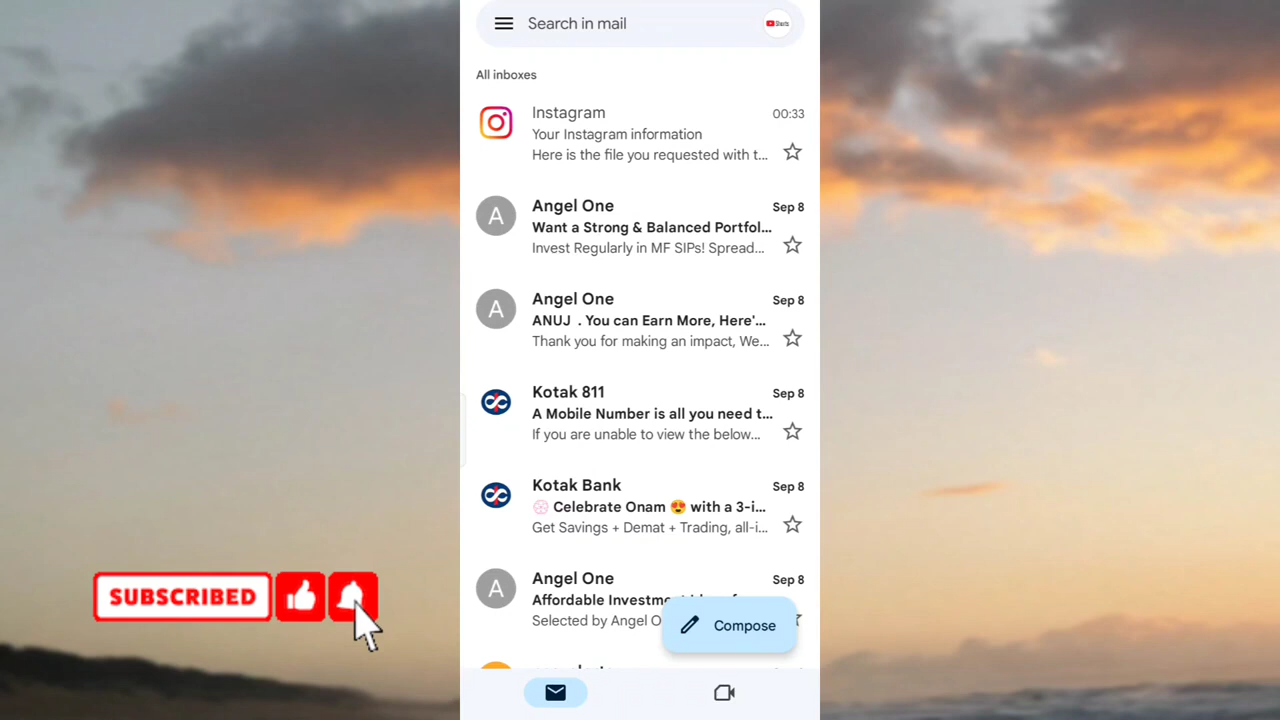 Search in mail
Shorts
All inboxes
Instagram 00:33
Your Instagram information
Here is the file you requested with t...
A
Angel One Sep 8
Want a Strong & Balanced Portfol...
Invest Regularly in MF SIPs! Spread...
A
Angel One Sep 8
ANUJ . You can Earn More, Here'...
Thank you for making an impact, We...
Kotak 811 Sep 8
A Mobile Number is all you need t...
If you are unable to view the below...
Kotak Bank Sep 8
💮 Celebrate Onam 😍 with a 3-i...
Get Savings + Demat + Trading, all-i...
A
Angel One Sep 8
Affordable
Selected by Angel
Compose
SUBSCRIBED